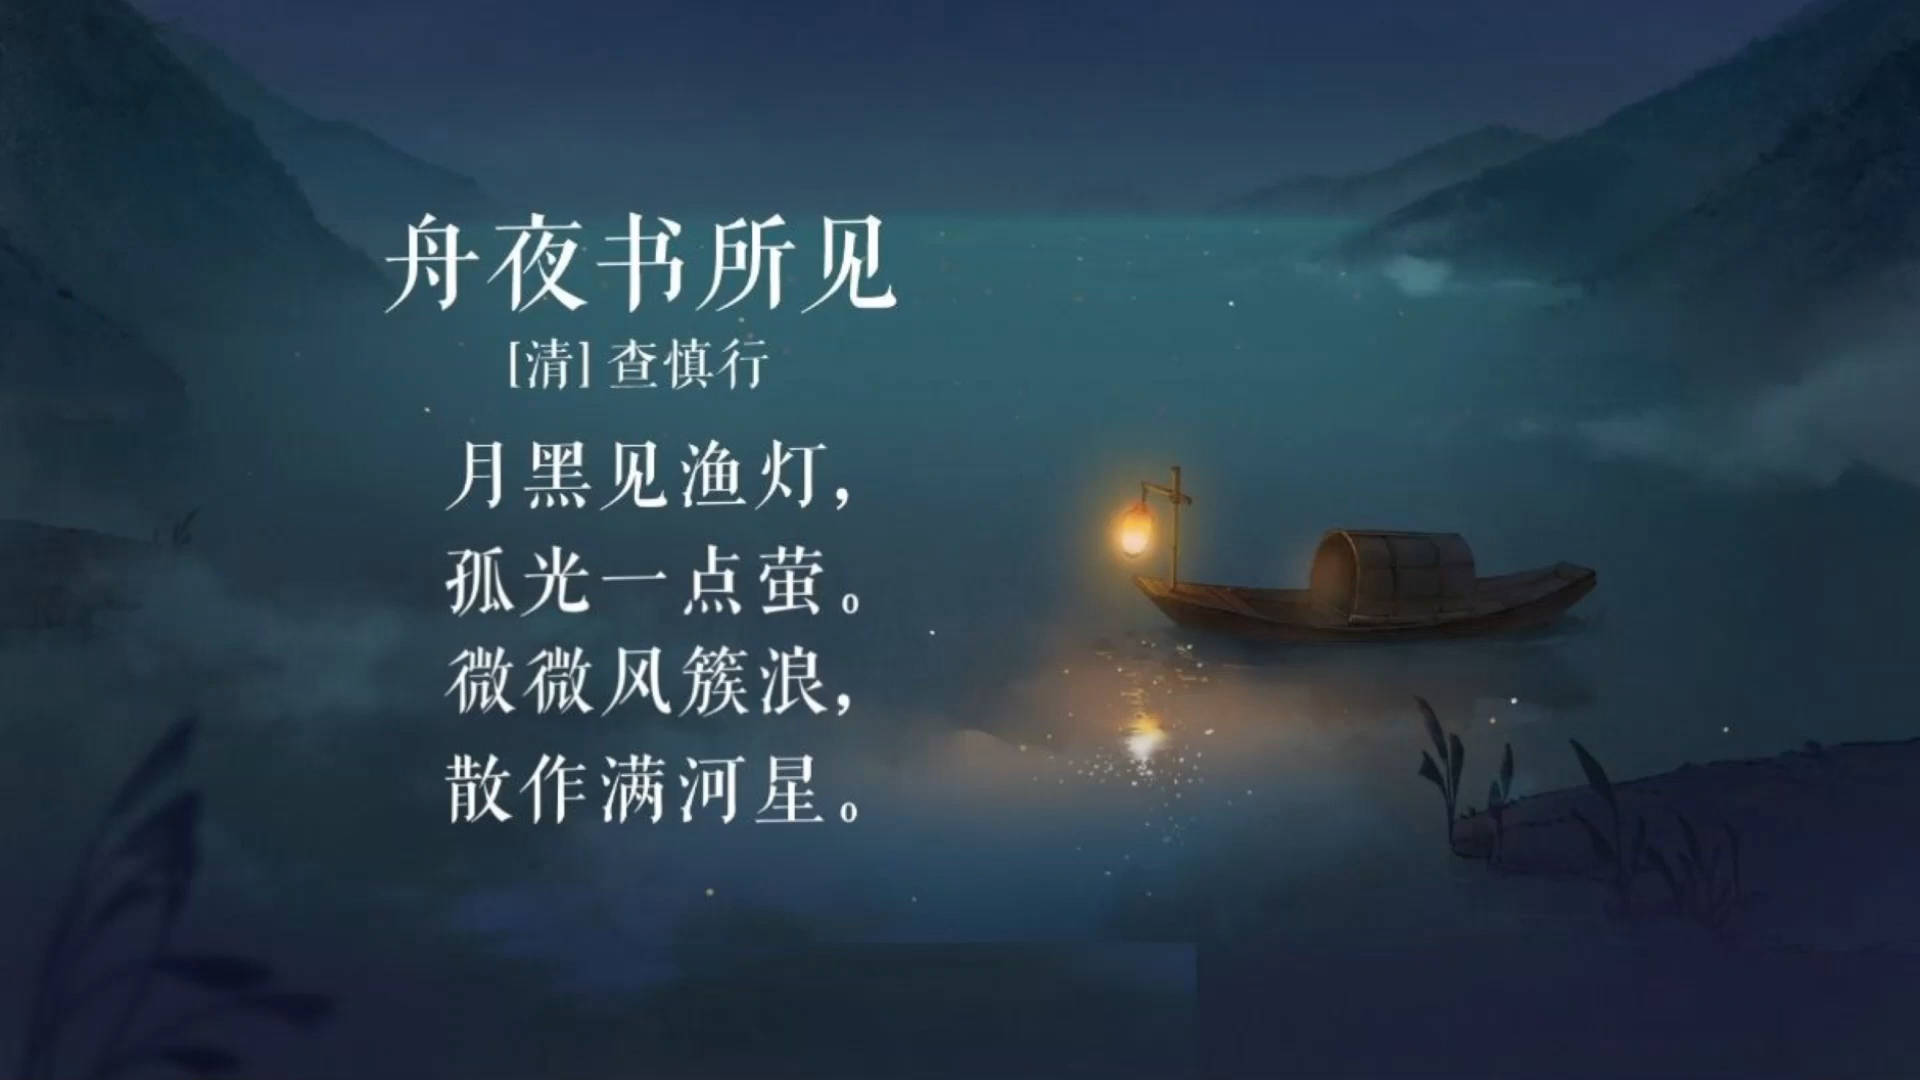 舟夜书所见
[清] 查慎行
月黑见渔灯，
孤光一点萤。
微微风簇浪，
散作满河星。